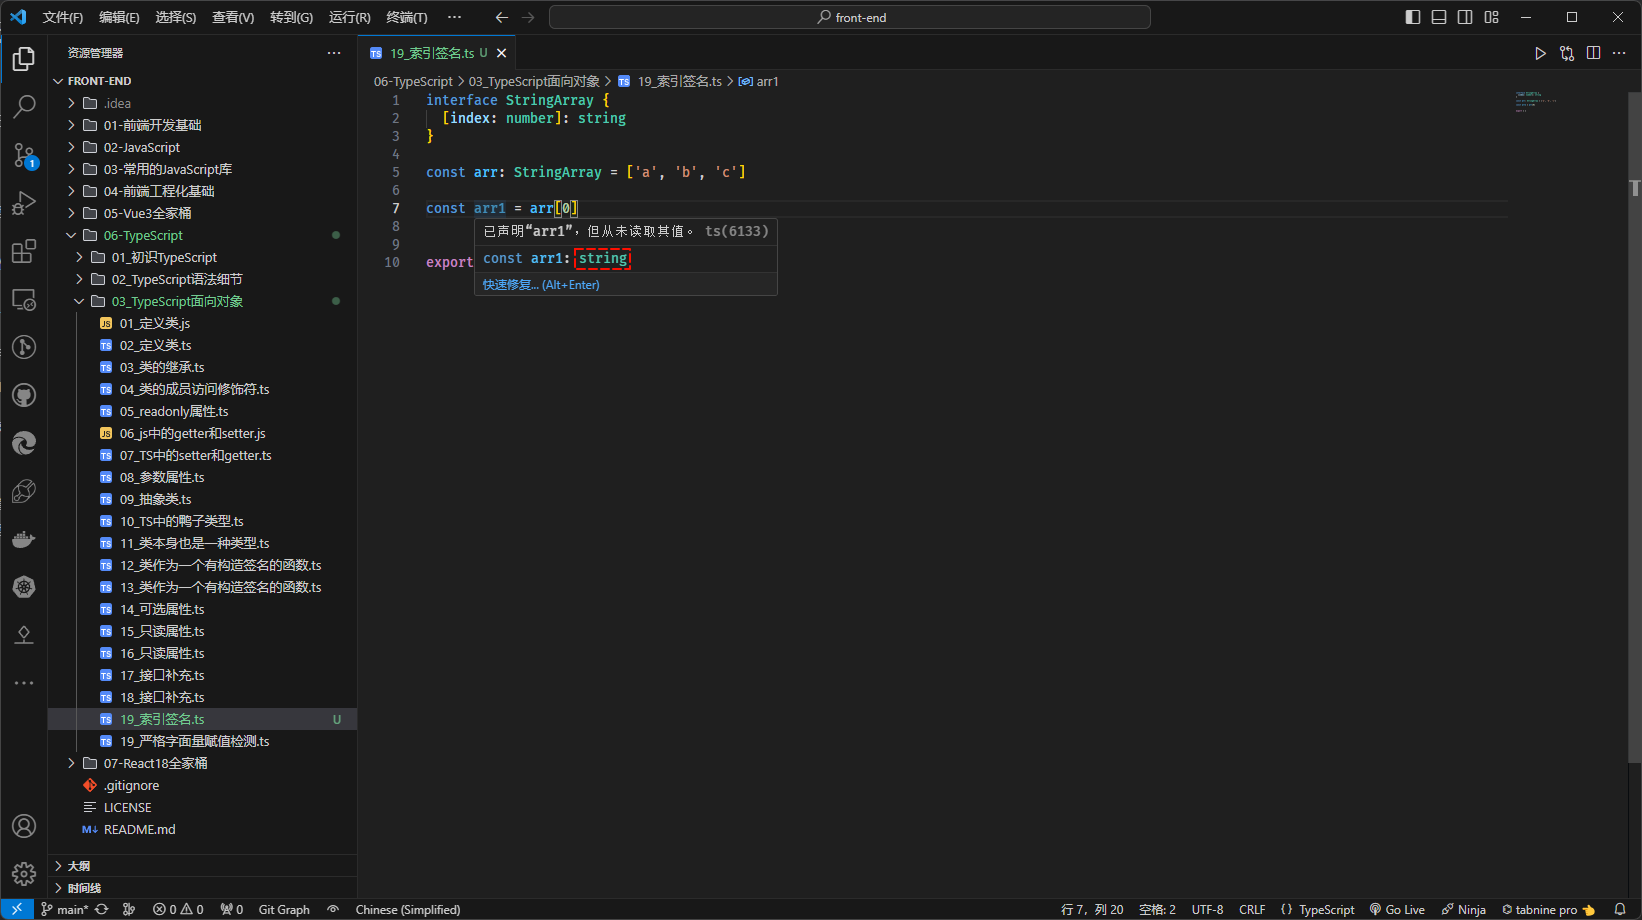 文件(F) 编辑(E) 选择(S) 查看(V) 转到(G) 运行(R) 终端(T) ···
front-end
资源管理器
FRONT-END
.idea
01-前端开发基础
02-JavaScript
03-常用的JavaScript库
04-前端工程化基础
05-Vue3全家桶
06-TypeScript
01_初识TypeScript
02_TypeScript语法细节
03_TypeScript面向对象
JS 01_定义类.js
TS 02_定义类.ts
TS 03_类的继承.ts
TS 04_类的成员访问修饰符.ts
TS 05_readonly属性.ts
JS 06_js中的getter和setter.js
TS 07_TS中的setter和getter.ts
TS 08_参数属性.ts
TS 09_抽象类.ts
TS 10_TS中的鸭子类型.ts
TS 11_类本身也是一种类型.ts
TS 12_类作为一个有构造签名的函数.ts
TS 13_类作为一个有构造签名的函数.ts
TS 14_可选属性.ts
TS 15_只读属性.ts
TS 16_只读属性.ts
TS 17_接口补充.ts
TS 18_接口补充.ts
TS 19_索引签名.ts U
TS 19_严格字面量赋值检测.ts
07-React18全家桶
.gitignore
LICENSE
M↓ README.md
大纲
时间线
1
TS 19_索引签名.ts U
06-TypeScript > 03_TypeScript面向对象 > TS 19_索引签名.ts > arr1
1 interface StringArray {
2 [index: number]: string
3 }
4
5 const arr: StringArray = ['a', 'b', 'c']
6
7 const arr1 = arr[0]
8
9
10 export
已声明“arr1”，但从未读取其值。 ts(6133)
const arr1: string
快速修复... (Alt+Enter)
main* 0 0 0 Git Graph Chinese (Simplified) 行 7，列 20 空格: 2 UTF-8 CRLF {} TypeScript Go Live Ninja tabnine pro 👈